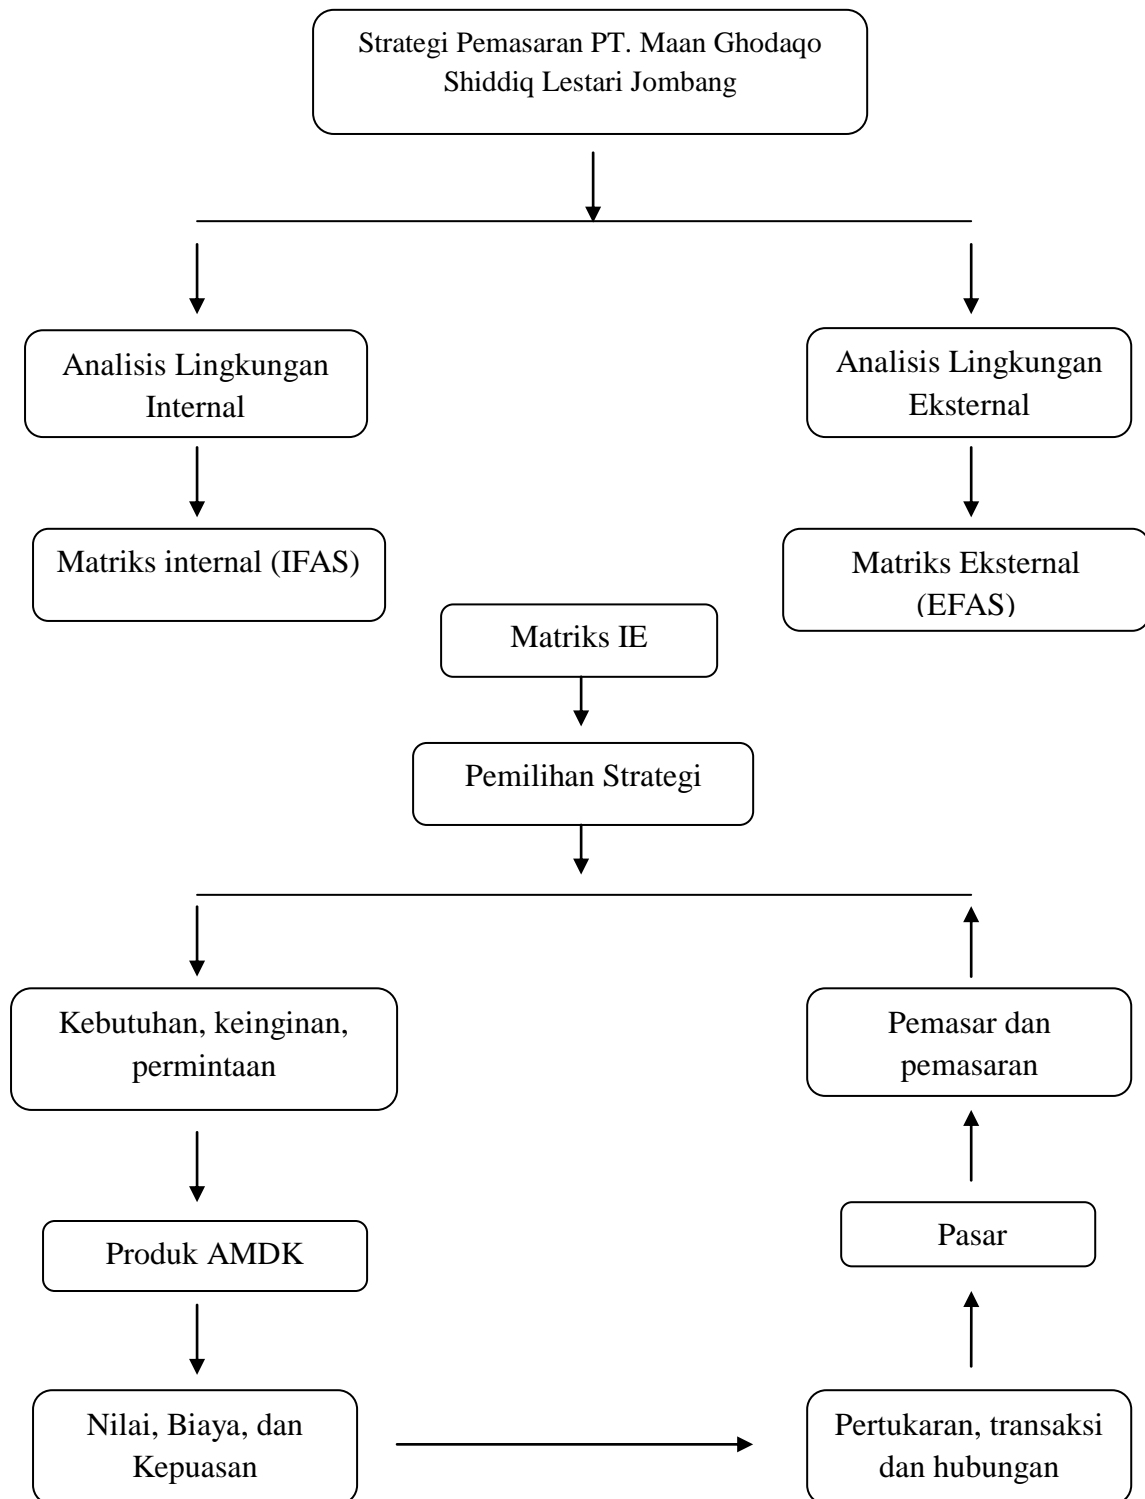 Strategi Pemasaran PT. Maan Ghodaqo
Shiddiq Lestari Jombang
Analisis Lingkungan
Internal
Analisis Lingkungan
Eksternal
Matriks internal (IFAS)
Matriks Eksternal
(EFAS)
Matriks IE
Pemilihan Strategi
Kebutuhan, keinginan,
permintaan
Pemasar dan
pemasaran
Produk AMDK
Pasar
Nilai, Biaya, dan
Kepuasan
Pertukaran, transaksi
dan hubungan